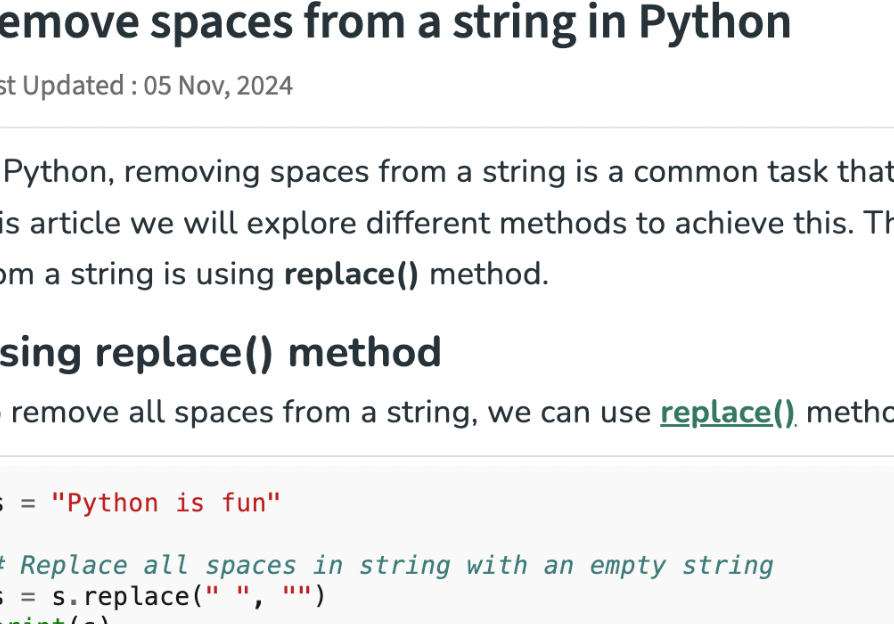 emove spaces from a string in Python
st Updated : 05 Nov, 2024
Python, removing spaces from a string is a common task that
is article we will explore different methods to achieve this. Th
om a string is using replace() method.
sing replace() method
remove all spaces from a string, we can use replace() metho
s = "Python is fun"
# Replace all spaces in string with an empty string
s = s.replace(" ", "")
print(s)